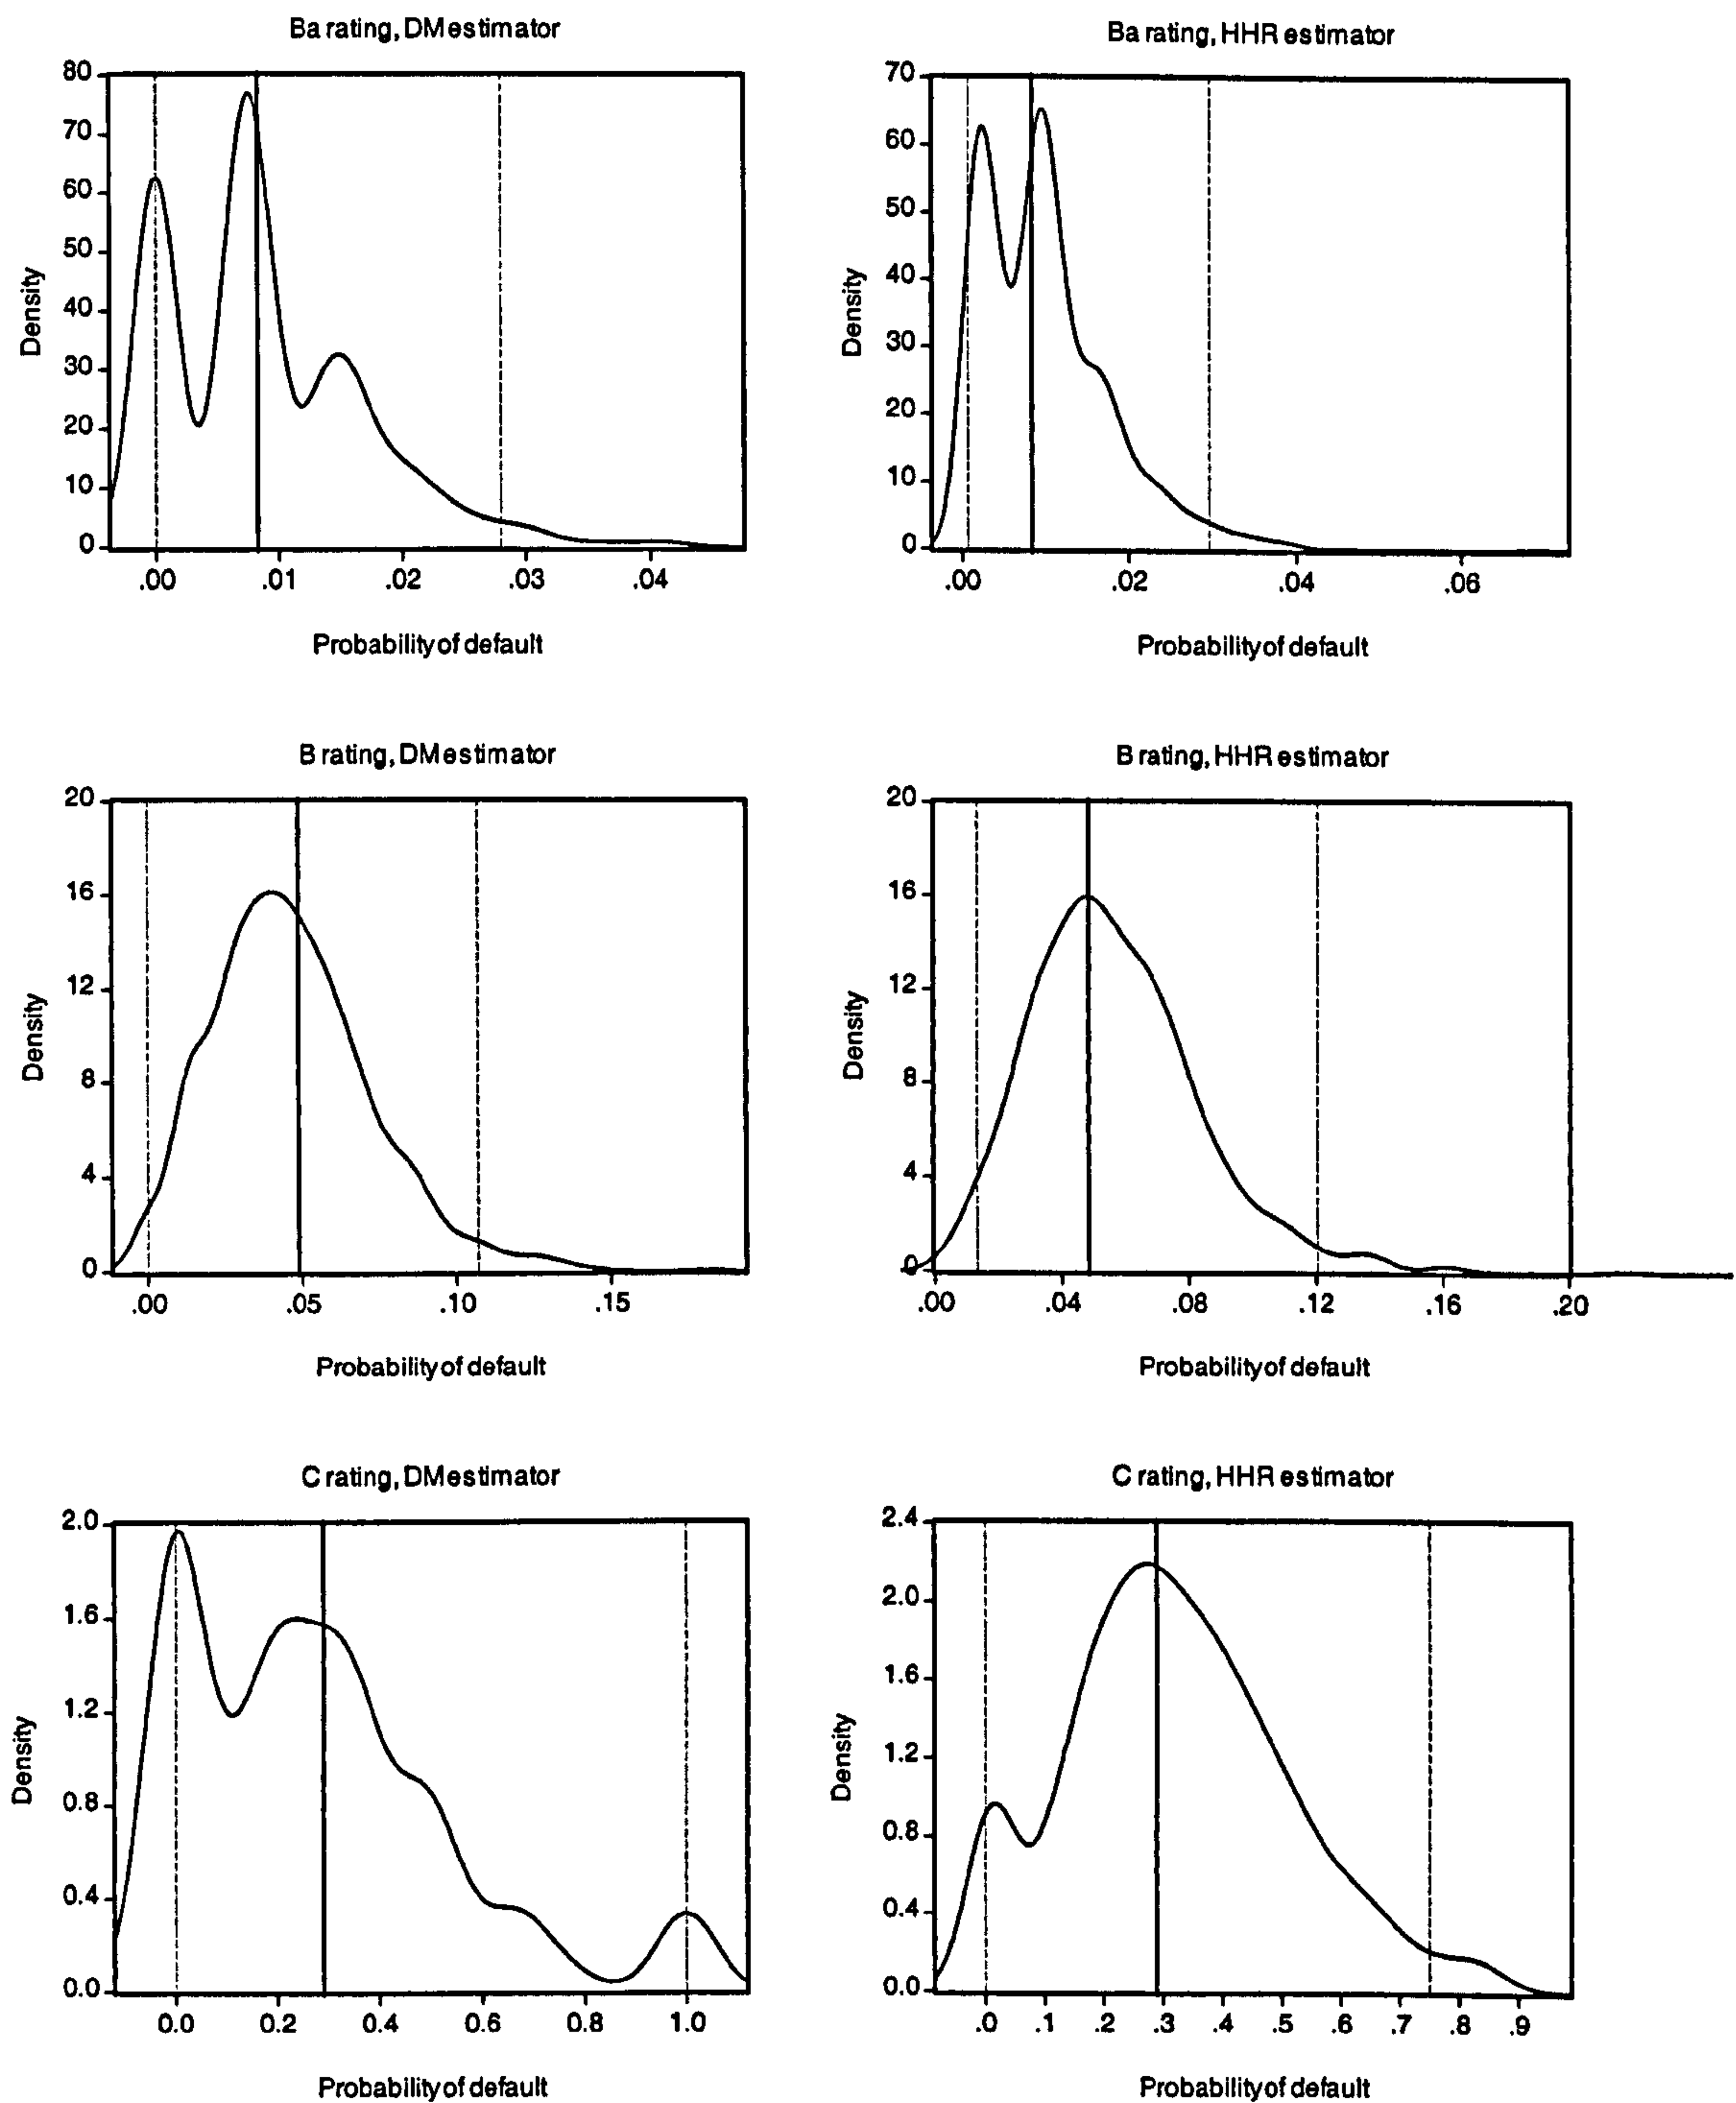 Ba rating, DM estimator
80
70
60
50
40
30
20
10
0
Density
.00 .01 .02 .03 .04
Probability of default
Ba rating, HHR estimator
70
60
50
40
30
20
10
0
Density
.00 .02 .04 .06
Probability of default
B rating, DM estimator
20
16
12
8
4
0
Density
.00 .05 .10 .15
Probability of default
B rating, HHR estimator
20
16
12
8
4
0
Density
.00 .04 .08 .12 .16 .20
Probability of default
C rating, DM estimator
2.0
1.6
1.2
0.8
0.4
0.0
Density
0.0 0.2 0.4 0.6 0.8 1.0
Probability of default
C rating, HHR estimator
2.4
2.0
1.6
1.2
0.8
0.4
0.0
Density
.0 .1 .2 .3 .4 .5 .6 .7 .8 .9
Probability of default